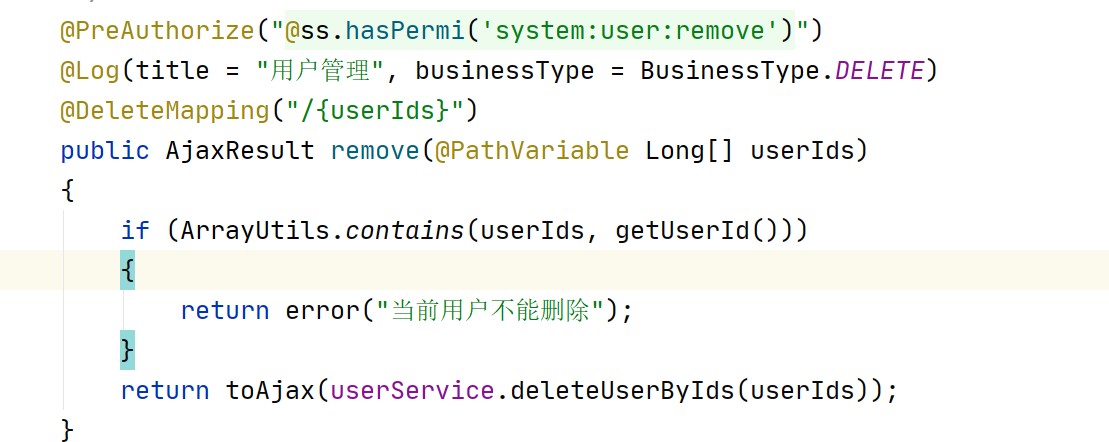 @PreAuthorize("@ss.hasPermi('system:user:remove')")
@Log(title = "用户管理", businessType = BusinessType.DELETE)
@DeleteMapping("/{userIds}")
public AjaxResult remove(@PathVariable Long[] userIds)
{
if (ArrayUtils.contains(userIds, getUserId()))
{
return error("当前用户不能删除");
}
return toAjax(userService.deleteUserByIds(userIds));
}